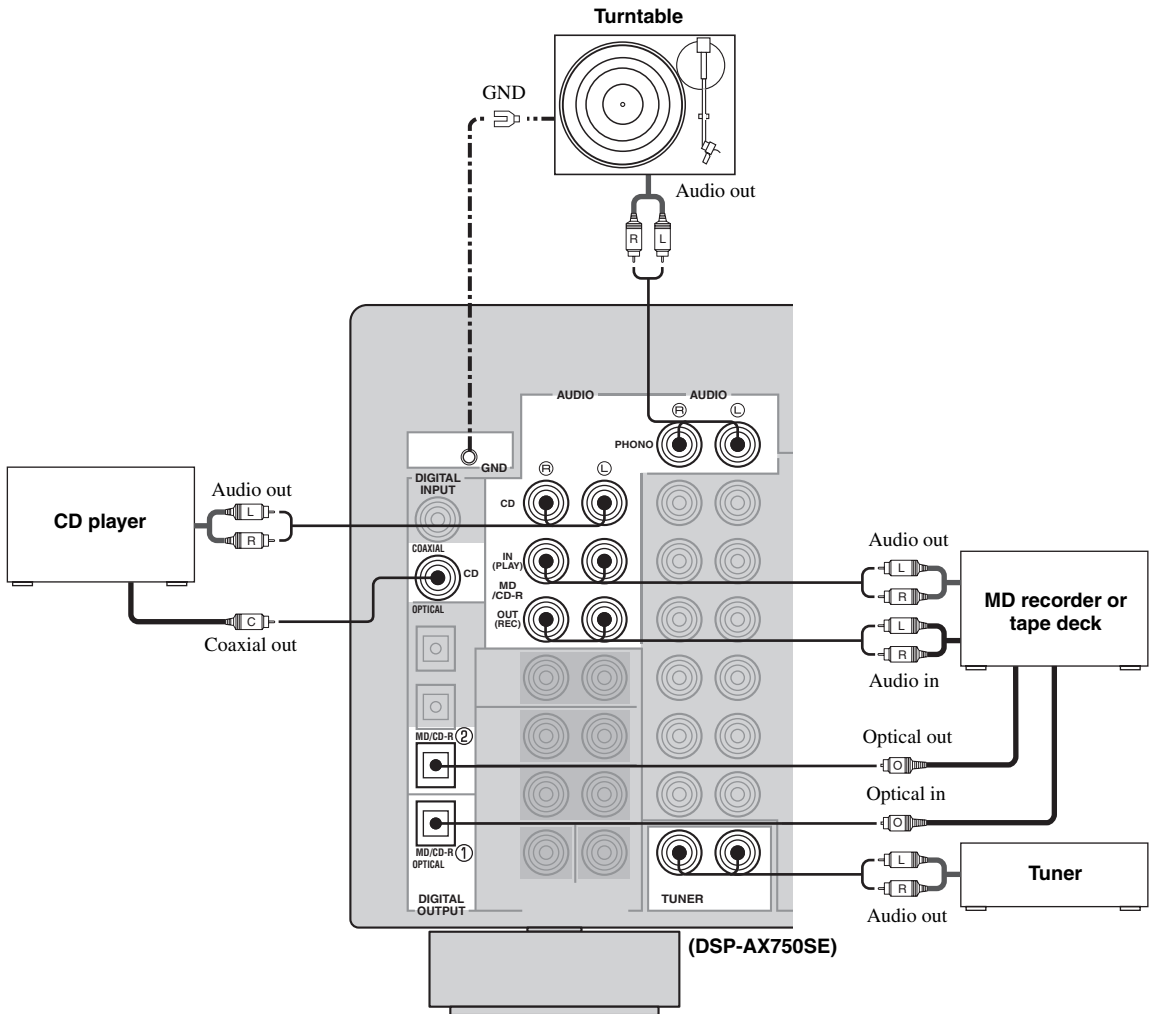 Turntable
GND
Audio out
R L
AUDIO AUDIO
R L
PHONO
GND
R L
DIGITAL
INPUT
Audio out
L
R
CD player
CD
COAXIAL
CD
IN
(PLAY)
MD
/CD-R
OUT
(REC)
OPTICAL
C
Coaxial out
Audio out
L
R
MD recorder or
tape deck
L
R
Audio in
MD/CD-R 2
Optical out
O
Optical in
O
MD/CD-R 1
OPTICAL
DIGITAL
OUTPUT
TUNER
L
R
Audio out
Tuner
(DSP-AX750SE)